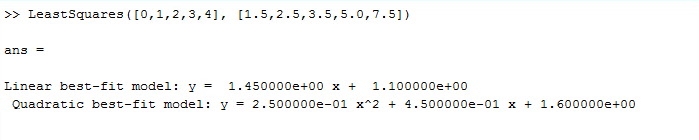 >> LeastSquares([0,1,2,3,4], [1.5,2.5,3.5,5.0,7.5])
ans =
Linear best-fit model: y =  1.450000e+00 x +  1.100000e+00
 Quadratic best-fit model: y = 2.500000e-01 x^2 + 4.500000e-01 x + 1.600000e+00